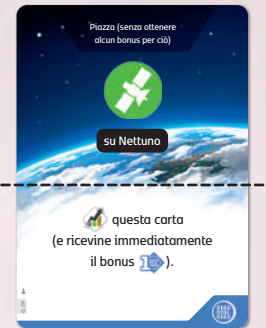 Piazza (senza ottenere
alcun bonus per ciò)
su Nettuno
questa carta
(e ricevine immediatamente
il bonus ).